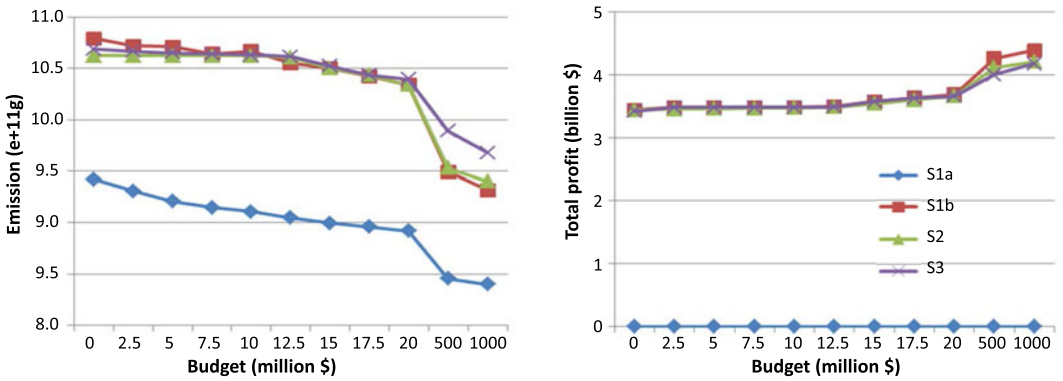 11.0
10.5
10.0
9.5
9.0
9.5
8.0
Emission (e+11g)
0 2.5 5 7.5 10 12.5 15 17.5 20 500 1000
Budget (million $)
5
4
3
2
1
0
Total profit (billion $)
S1a
S1b
S2
S3
0 2.5 12.5 7.5 10 12.5 15 17.5 20 500 1000
Budget (million $)